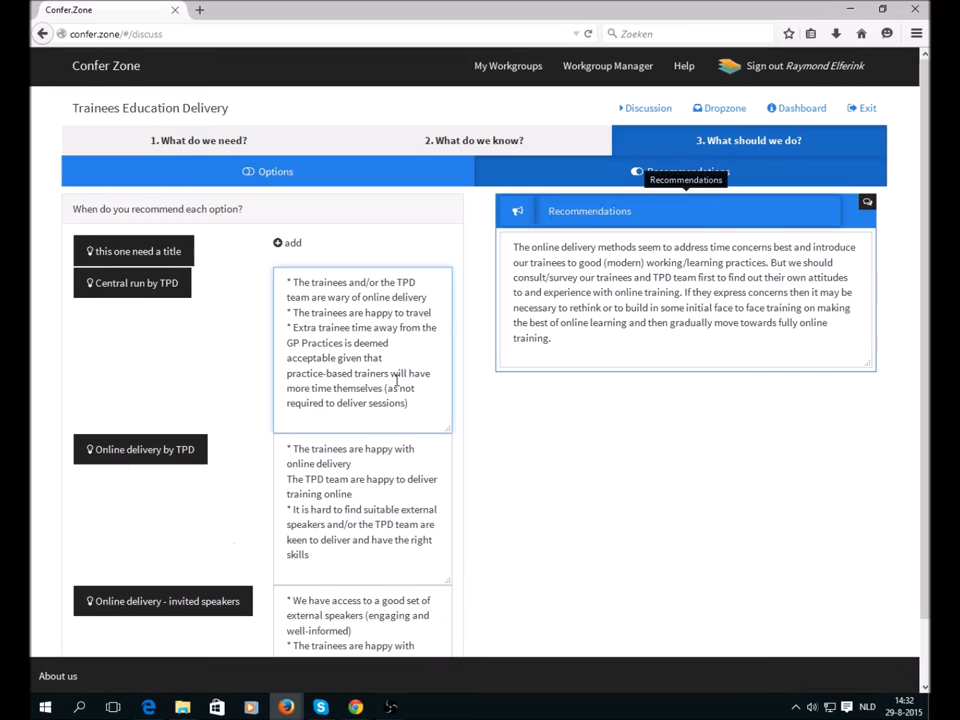 Confer.Zone
confer.zone/#/discuss
Zoeken
Confer Zone
My Workgroups
Workgroup Manager
Help
Sign out Raymond Elferink
Trainees Education Delivery
Discussion
Dropzone
Dashboard
Exit
1. What do we need?
2. What do we know?
3. What should we do?
Options
Recommendations
Recommendations
When do you recommend each option?
this one need a title
add
Central run by TPD
* The trainees and/or the TPD
team are wary of online delivery
* The trainees are happy to travel
* Extra trainee time away from the
GP Practices is deemed
acceptable given that
practice-based trainers will have
more time themselves (as not
required to deliver sessions)
Online delivery by TPD
* The trainees are happy with
online delivery
The TPD team are happy to deliver
training online
* It is hard to find suitable external
speakers and/or the TPD team are
keen to deliver and have the right
skills
Online delivery - invited speakers
* We have access to a good set of
external speakers (engaging and
well-informed)
* The trainees are happy with
Recommendations
The online delivery methods seem to address time concerns best and introduce
our trainees to good (modern) working/learning practices. But we should
consult/survey our trainees and TPD team first to find out their own attitudes
to and experience with online training. If they express concerns then it may be
necessary to rethink or to build in some initial face to face training on making
the best of online learning and then gradually move towards fully online
training.
About us
NLD
14:32
29-8-2015